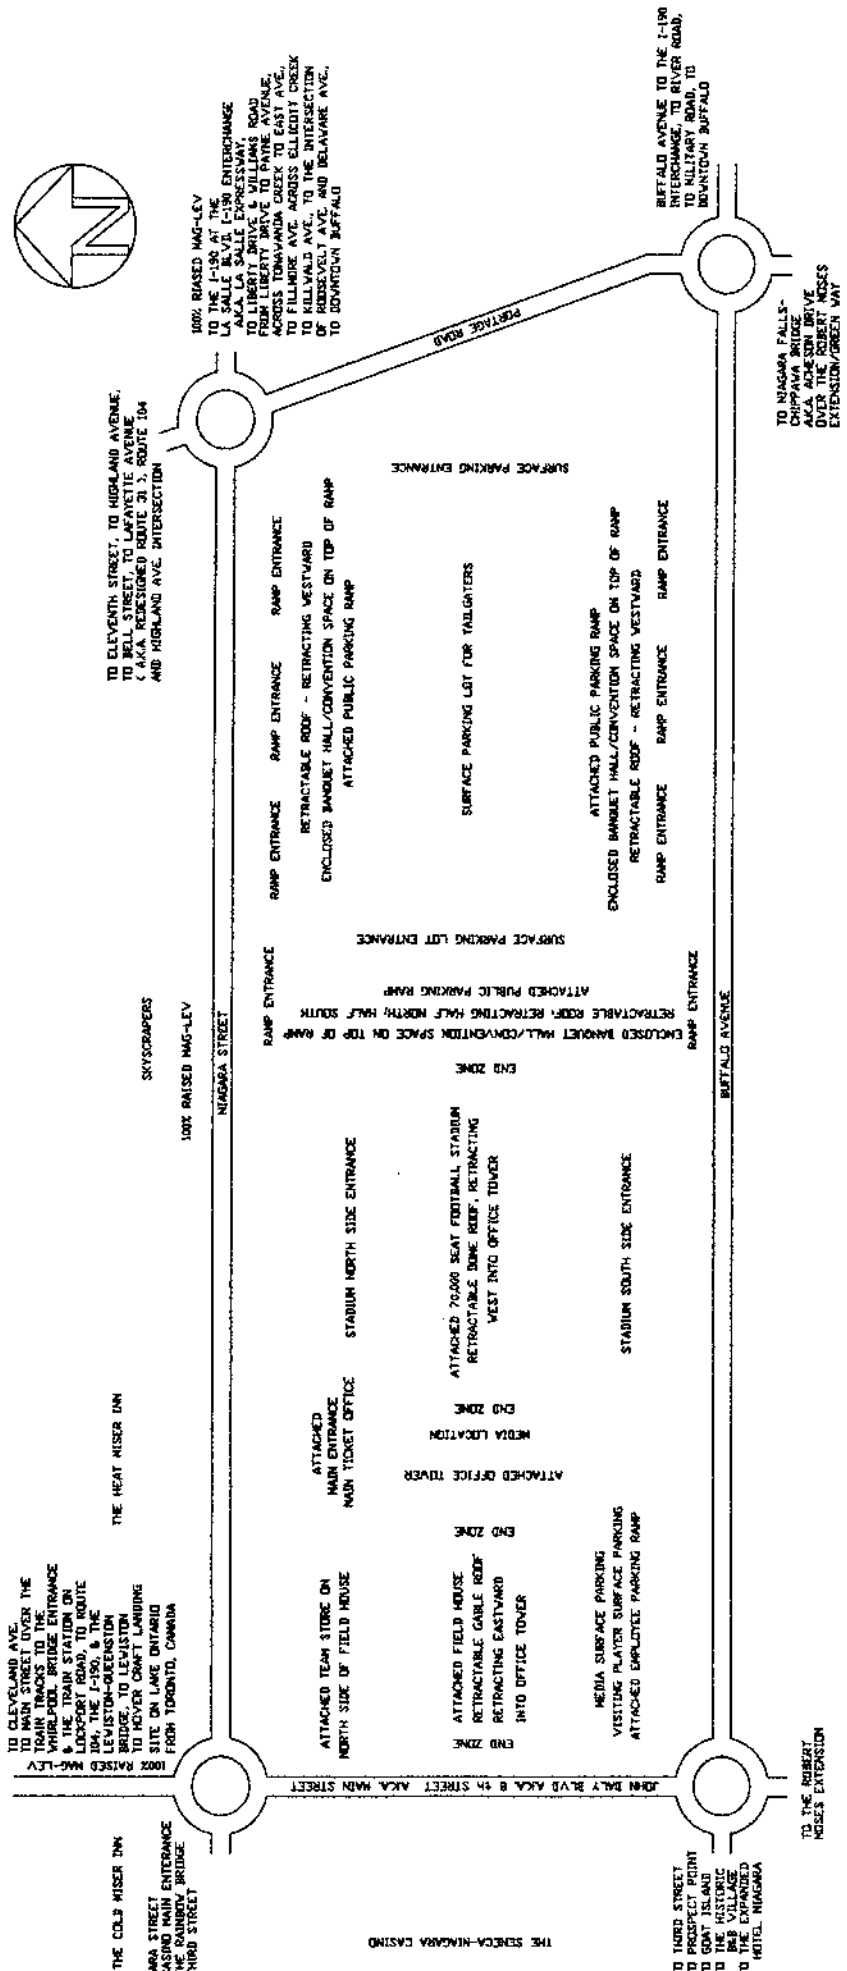 N
100% RIASED MAG-LEV
TO THE I-190 AT THE
LA SALLE BLVD. I-190 ENTERCHANGE
A.K.A. LA SALLE EXPRESSWAY,
TO LIBERTY DRIVE & WILLIAMS ROAD
FROM LIBERTY DRIVE TO PAYNE AVENUE,
ACROSS TONAWANDA CREEK TO EAST AVE.,
TO FILLMORE AVE. ACROSS ELLICOTT CREEK
TO KILLWALD AVE., TO THE INTERSECTION
OF ROOSEVELT AVE. AND DELAWARE AVE.,
TO DOWNTOWN BUFFALO
BUFFALO AVENUE TO THE I-190
INTERCHANGE, TO RIVER ROAD,
TO MILITARY ROAD, TO
DOWNTOWN BUFFALO
TO ELEVENTH STREET, TO HIGHLAND AVENUE,
TO BELL STREET, TO LAFAYETTE AVENUE
( A.K.A. REDESIGNED ROUTE 31 ), ROUTE 104
AND HIGHLAND AVE. INTERSECTION
PORTAGE ROAD
TO NIAGARA FALLS-
CHIPPAWA BRIDGE
A.K.A. ACHESON DRIVE
OVER THE ROBERT MOSES
EXTENSION/GREEN WAY
SURFACE PARKING ENTRANCE
RAMP ENTRANCE
RAMP ENTRANCE
RAMP ENTRANCE
RETRACTABLE ROOF - RETRACTING WESTWARD
ENCLOSED BANQUET HALL/CONVENTION SPACE ON TOP OF RAMP
ATTACHED PUBLIC PARKING RAMP
SURFACE PARKING LOT FOR TAILGATERS
ATTACHED PUBLIC PARKING RAMP
ENCLOSED BANQUET HALL/CONVENTION SPACE ON TOP OF RAMP
RETRACTABLE ROOF - RETRACTING WESTWARD
RAMP ENTRANCE
RAMP ENTRANCE
RAMP ENTRANCE
SURFACE PARKING LOT ENTRANCE
RAMP ENTRANCE
RAMP ENTRANCE
ATTACHED PUBLIC PARKING RAMP
RETRACTABLE ROOF: RETRACTING HALF NORTH; HALF SOUTH
ENCLOSED BANQUET HALL/CONVENTION SPACE ON TOP OF RAMP
END ZONE
SKYSCRAPERS
100% RAISED MAG-LEV
NIAGARA STREET
BUFFALO AVENUE
STADIUM NORTH SIDE ENTRANCE
ATTACHED 70,000 SEAT FOOTBALL STADIUM
RETRACTABLE DOME ROOF, RETRACTING
WEST INTO OFFICE TOWER
STADIUM SOUTH SIDE ENTRANCE
END ZONE
MEDIA LOCATION
ATTACHED OFFICE TOWER
ATTACHED
MAIN ENTRANCE
MAIN TICKET OFFICE
THE HEAT MISER INN
END ZONE
ATTACHED TEAM STORE ON
NORTH SIDE OF FIELD HOUSE
ATTACHED FIELD HOUSE
RETRACTABLE GABLE ROOF
RETRACTING EASTWARD
INTO OFFICE TOWER
MEDIA SURFACE PARKING
VISITING PLAYER SURFACE PARKING
ATTACHED EMPLOYEE PARKING RAMP
END ZONE
TO CLEVELAND AVE.
TO MAIN STREET OVER THE
TRAIN TRACKS TO THE
WHIRLPOOL BRIDGE ENTRANCE
& THE TRAIN STATION ON
LOCKPORT ROAD, TO ROUTE
104, THE I-190, & THE
LEWISTON-QUEENSTON
BRIDGE, TO LEWISTON
TO HOVER CRAFT LANDING
SITE ON LAKE ONTARIO
FROM TORONTO, CANADA
100% RAISED MAG-LEV
JOHN DALY BLVD A.K.A. 8 th STREET A.K.A. MAIN STREET
TO THE ROBERT
MOSES EXTENSION
THE COLD MISER INN
ARA STREET
CASINO MAIN ENTERANCE
HE RAINBOW BRIDGE
HIRD STREET
THE SENECA-NIAGARA CASINO
O THIRD STREET
O PROSPECT POINT
O GOAT ISLAND
O THE HISTORIC
B&B VILLAGE
O THE EXPANDED
HOTEL NIAGARA